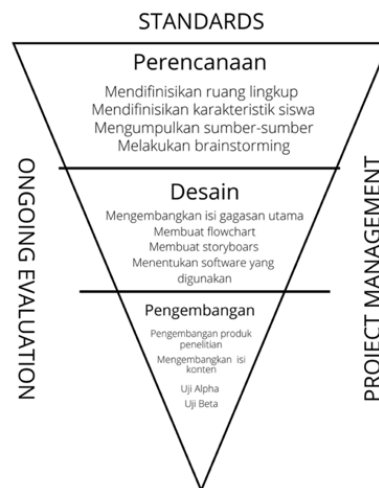 STANDARDS
Perencanaan
Mendifinisikan ruang lingkup
Mendifinisikan karakteristik siswa
Mengumpulkan sumber-sumber
Melakukan brainstorming
ONGOING EVALUATION
PROJECT MANAGEMENT
Desain
Mengembangkan isi gagasan utama
Membuat flowchart
Membuat storyboars
Menentukan software yang
digunakan
Pengembangan
Pengembangan produk
penelitian
Mengembangkan isi
konten
Uji Alpha
Uji Beta